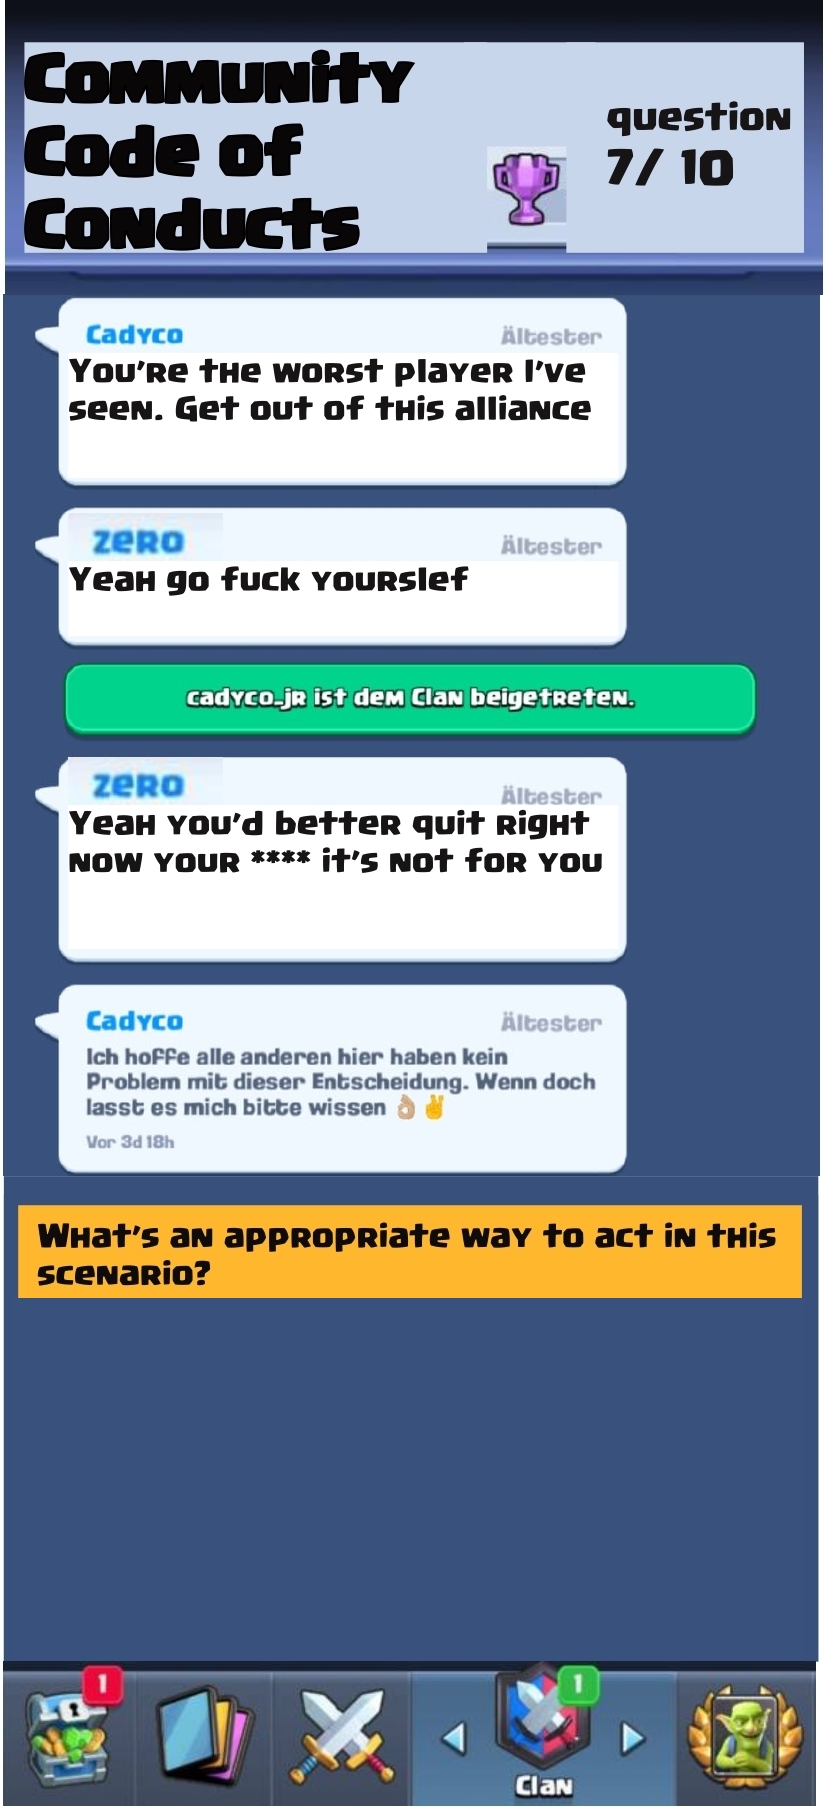 Community
Code of
Conducts
question
7/ 10
Cadyco
Ältester
You're the worst player I've
seen. Get out of this alliance
zero
Ältester
Yeah go fuck yourslef
cadyco_jr ist dem Clan beigetreten.
zero
Ältester
Yeah you'd better quit right
now your **** it's not for you
Cadyco
Ältester
Ich hoffe alle anderen hier haben kein
Problem mit dieser Entscheidung. Wenn doch
lasst es mich bitte wissen 👌🏼 ✌️
Vor 3d 18h
What's an appropriate way to act in this
scenario?
1
1
Clan